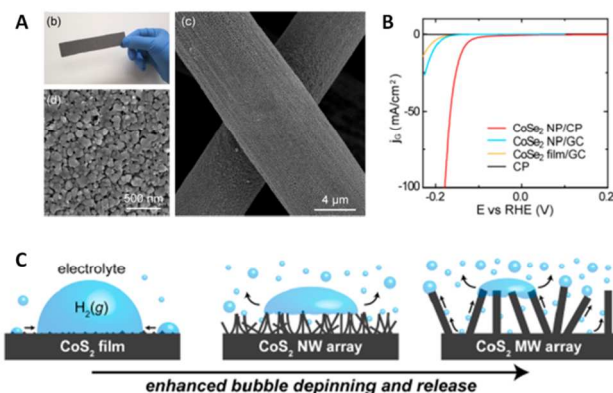 A
(b)
(c)
(d)
500 nm
4 μm
B
0
-50
-100
j_G (mA/cm²)
CoSe₂ NP/CP
CoSe₂ NP/GC
CoSe₂ film/GC
CP
-0.2
0
0.2
E vs RHE (V)
C
electrolyte
H₂(g)
CoS₂ film
CoS₂ NW array
CoS₂ MW array
enhanced bubble depinning and release